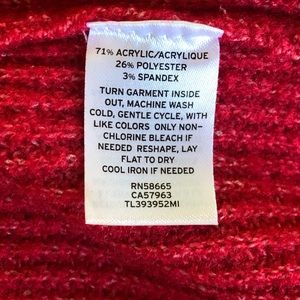 71% ACRYLIC/ACRYLIQUE
26% POLYESTER
3% SPANDEX
TURN GARMENT INSIDE
OUT, MACHINE WASH
COLD, GENTLE CYCLE, WITH
LIKE COLORS ONLY NON-
CHLORINE BLEACH IF
NEEDED RESHAPE, LAY
FLAT TO DRY
COOL IRON IF NEEDED
RN58665
CA57963
TL393952MI